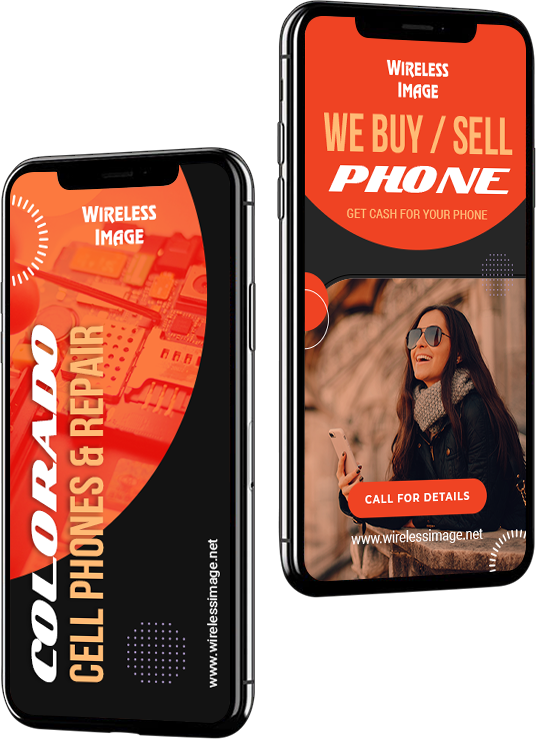 WIRELESS
IMAGE
COLORADO
CELL PHONES & REPAIR
www.wirelessimage.net
WIRELESS
IMAGE
WE BUY / SELL
PHONE
GET CASH FOR YOUR PHONE
CALL FOR DETAILS
www.wirelessimage.net